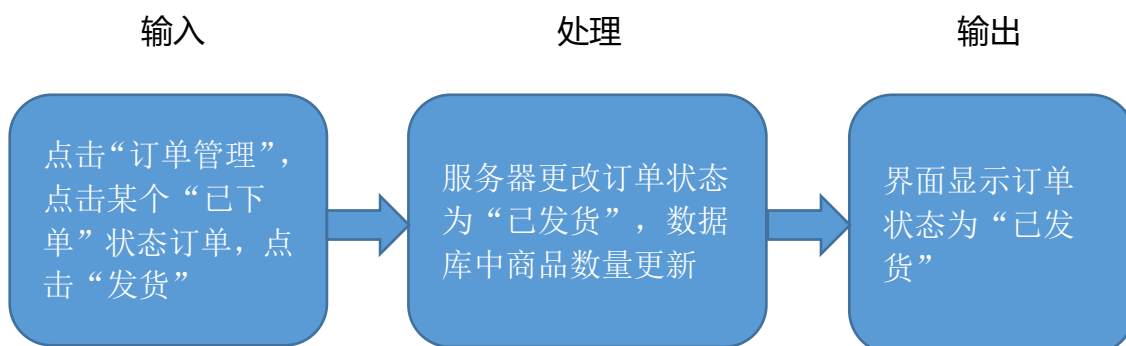 输入
处理
输出
点击“订单管理”，
点击某个“已下
单”状态订单，点
击“发货”
服务器更改订单状态
为“已发货”，数据
库中商品数量更新
界面显示订单
状态为“已发
货”